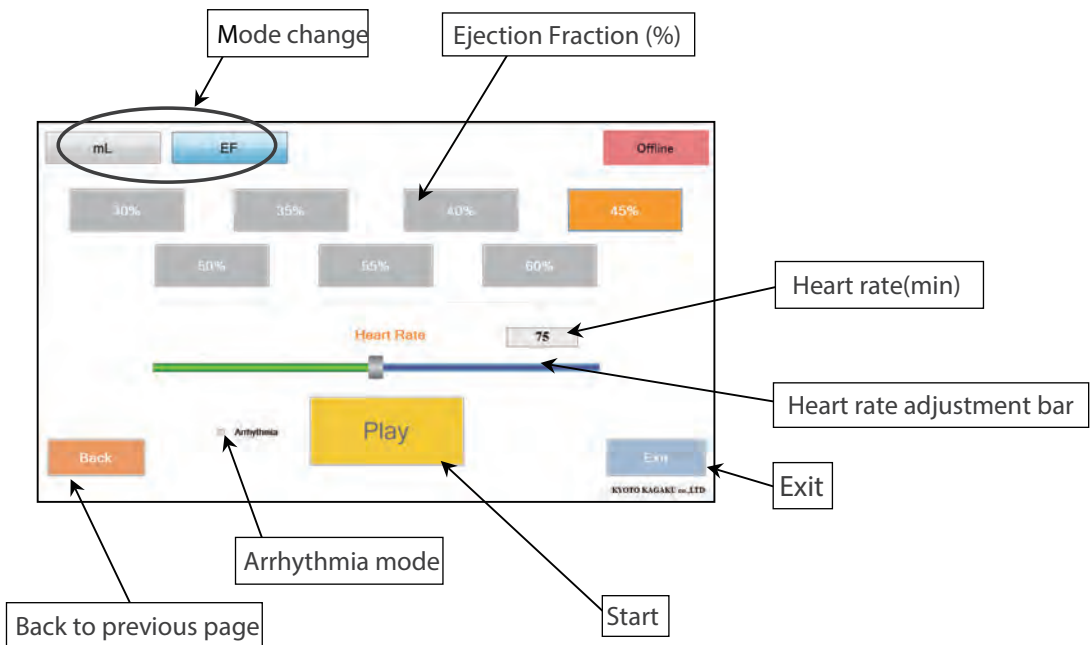 Mode change
Ejection Fraction (%)
mL
EF
Offline
30%
35%
40%
45%
50%
55%
60%
Heart rate(min)
Heart Rate
75
Heart rate adjustment bar
Arrhythmia
Play
Back
Exit
KYOTO KAGAKU co.,LTD
Exit
Arrhythmia mode
Start
Back to previous page